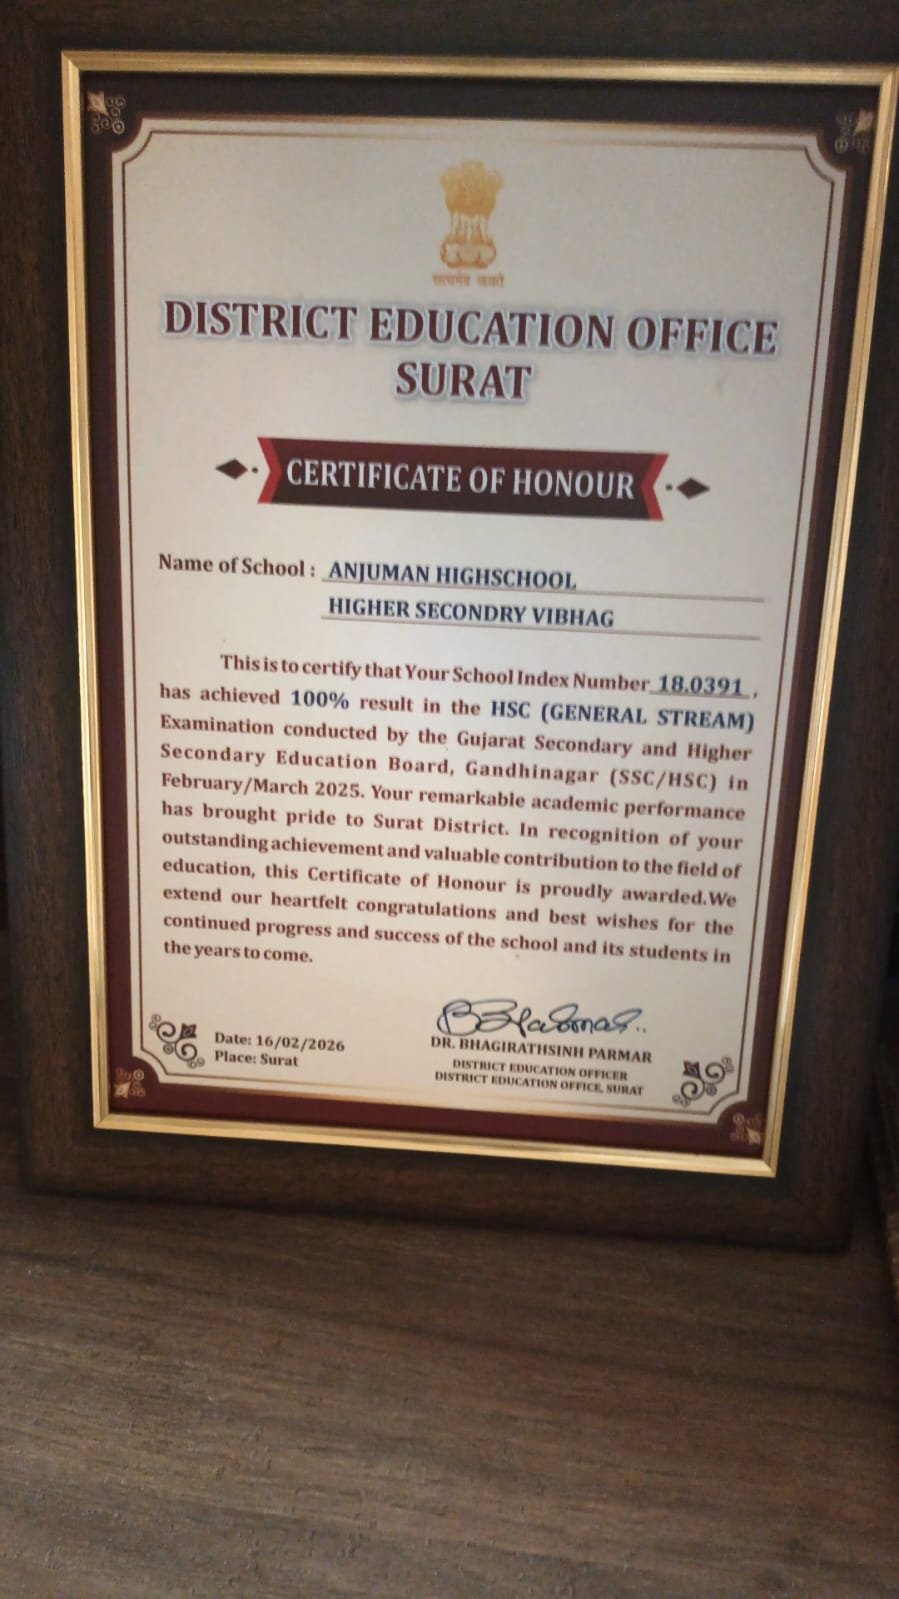 सत्यमेव जयते
DISTRICT EDUCATION OFFICE
SURAT
CERTIFICATE OF HONOUR
Name of School : ANJUMAN HIGHSCHOOL
HIGHER SECONDRY VIBHAG
This is to certify that Your School Index Number 18.0391 ,
has achieved 100% result in the HSC (GENERAL STREAM)
Examination conducted by the Gujarat Secondary and Higher
Secondary Education Board, Gandhinagar (SSC/HSC) in
February/March 2025. Your remarkable academic performance
has brought pride to Surat District. In recognition of your
outstanding achievement and valuable contribution to the field of
education, this Certificate of Honour is proudly awarded.We
extend our heartfelt congratulations and best wishes for the
continued progress and success of the school and its students in
the years to come.
Date: 16/02/2026
Place: Surat
DR. BHAGIRATHSINH PARMAR
DISTRICT EDUCATION OFFICER
DISTRICT EDUCATION OFFICE, SURAT